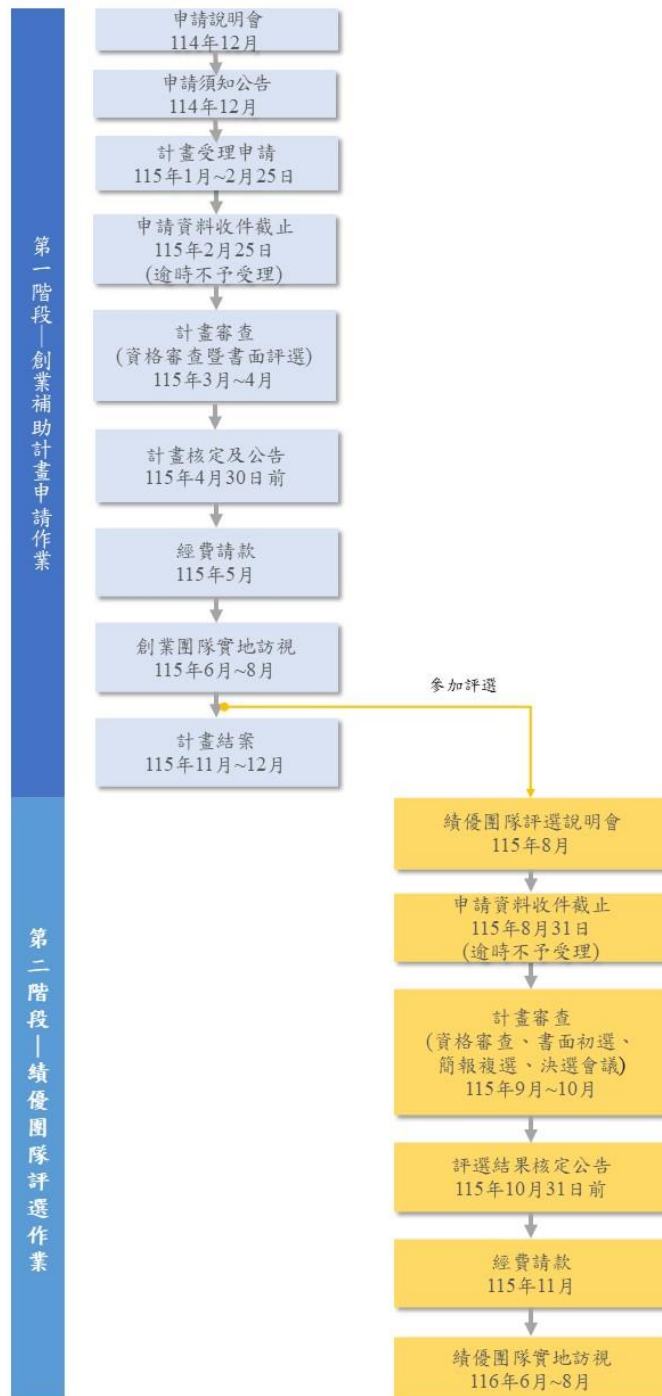 第一階段—創業補助計畫申請作業
申請說明會
114年12月
申請須知公告
114年12月
計畫受理申請
115年1月~2月25日
申請資料收件截止
115年2月25日
(逾時不予受理)
計畫審查
(資格審查暨書面評選)
115年3月~4月
計畫核定及公告
115年4月30日前
經費請款
115年5月
創業團隊實地訪視
115年6月~8月
參加評選
計畫結案
115年11月~12月
第二階段—績優團隊評選作業
績優團隊評選說明會
115年8月
申請資料收件截止
115年8月31日
(逾時不予受理)
計畫審查
(資格審查、書面初選、
簡報複選、決選會議)
115年9月~10月
評選結果核定公告
115年10月31日前
經費請款
115年11月
績優團隊實地訪視
116年6月~8月